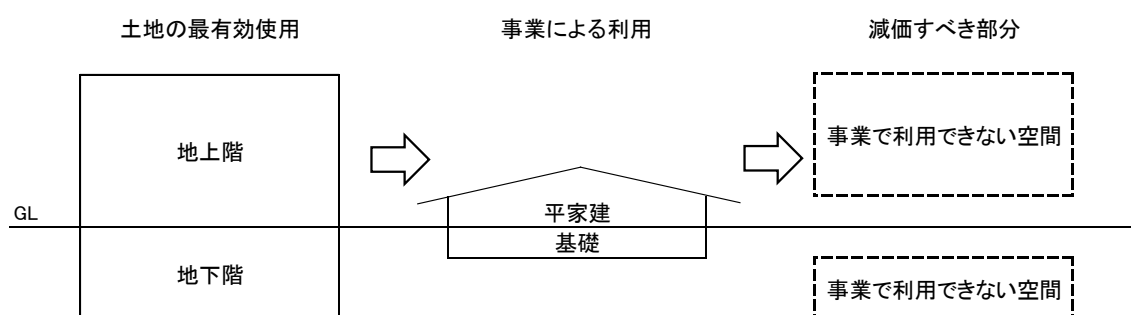 土地の最有効使用
事業による利用
減価すべき部分
地上階
事業で利用できない空間
GL
平家建
基礎
地下階
事業で利用できない空間